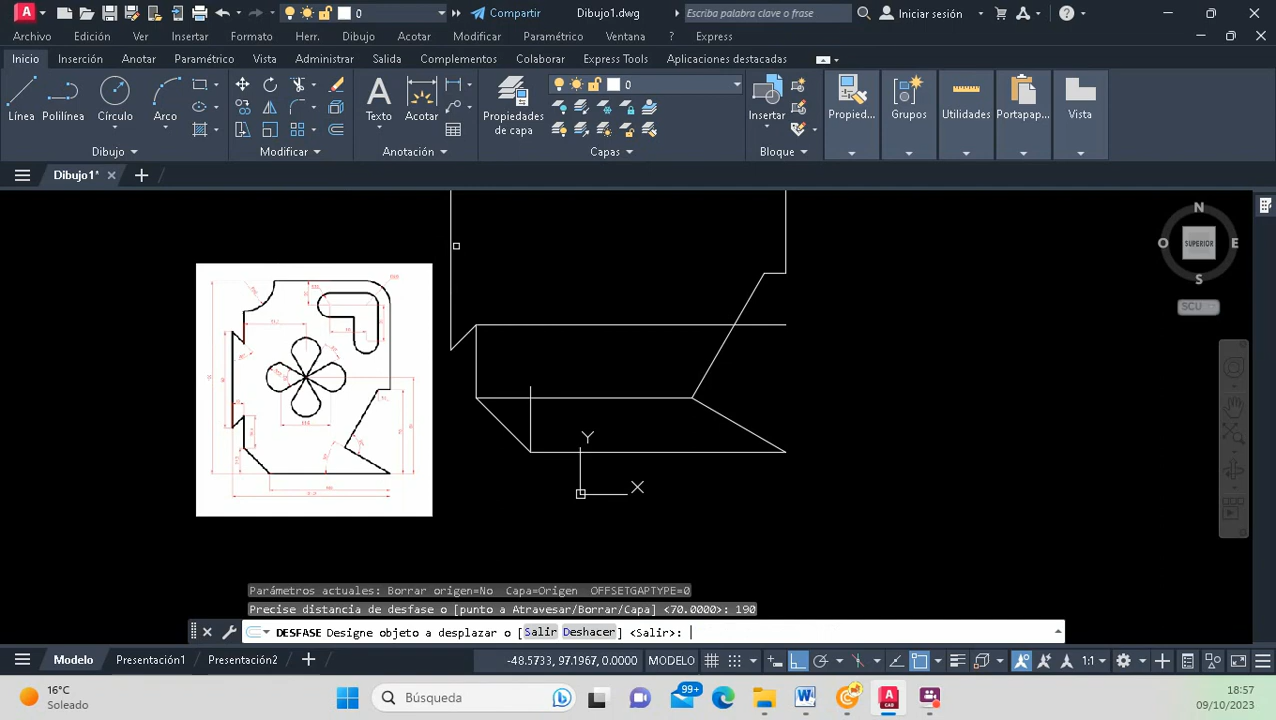 0
Compartir
Dibujo1.dwg
Escriba palabra clave o frase
Iniciar sesión
Archivo Edición Ver Insertar Formato Herr. Dibujo Acotar Modificar Paramétrico Ventana ? Express
Inicio Inserción Anotar Paramétrico Vista Administrar Salida Complementos Colaborar Express Tools Aplicaciones destacadas
0
Línea Polilínea Círculo Arco
Texto Acotar
Propiedades de capa
Insertar
Propied... Grupos Utilidades Portapap... Vista
Dibujo Modificar Anotación Capas Bloque
Dibujo1*
N
O SUPERIOR E
S
SCU
Y
X
Parámetros actuales: Borrar origen=No Capa=Origen OFFSETGAPTYPE=0
Precise distancia de desfase o [punto a Atravesar/Borrar/Capa] <70.0000>: 190
DESFASE Designe objeto a desplazar o [Salir Deshacer] <Salir>:
Modelo Presentación1 Presentación2
-48.5733, 97.1967, 0.0000 MODELO
1:1
16°C
Soleado
Búsqueda
99+
18:57
09/10/2023